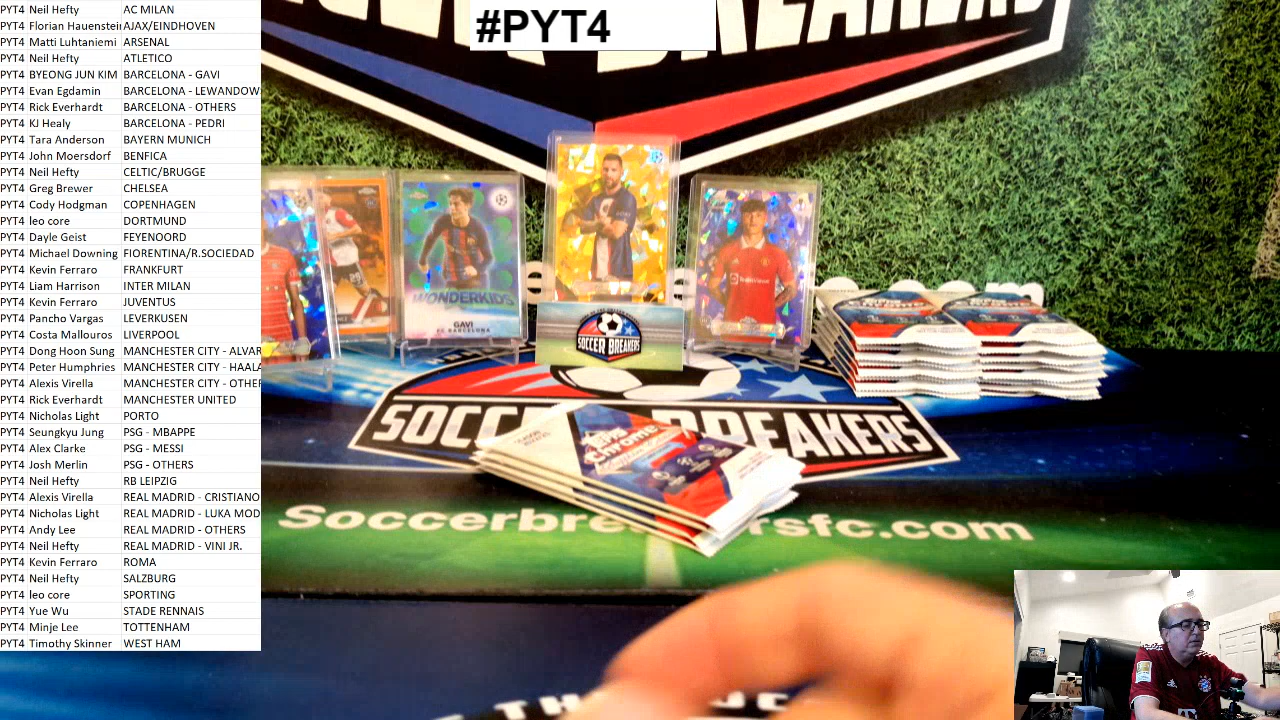 #PYT4
PYT4 Neil Hefty AC MILAN
PYT4 Florian Hauenstein AJAX/EINDHOVEN
PYT4 Matti Luhtaniemi ARSENAL
PYT4 Neil Hefty ATLETICO
PYT4 BYEONG JUN KIM BARCELONA - GAVI
PYT4 Evan Egdamin BARCELONA - LEWANDOW
PYT4 Rick Everhardt BARCELONA - OTHERS
PYT4 KJ Healy BARCELONA - PEDRI
PYT4 Tara Anderson BAYERN MUNICH
PYT4 John Moersdorf BENFICA
PYT4 Neil Hefty CELTIC/BRUGGE
PYT4 Greg Brewer CHELSEA
PYT4 Cody Hodgman COPENHAGEN
PYT4 leo core DORTMUND
PYT4 Dayle Geist FEYENOORD
PYT4 Michael Downing FIORENTINA/R.SOCIEDAD
PYT4 Kevin Ferraro FRANKFURT
PYT4 Ken Harrison INTER MILAN
PYT4 Kevin Ferraro JUVENTUS
PYT4 Pancho Vargas LEVERKUSEN
PYT4 Costa Mallouros LIVERPOOL
PYT4 Dong Hoon Sung MANCHESTER CITY - ALVAR
PYT4 Peter Humphries MANCHESTER CITY - HAALA
PYT4 Alexis Virella MANCHESTER CITY - OTHE
PYT4 Rick Everhardt MANCHESTER UNITED
PYT4 Nicholas Light PORTO
PYT4 Seungkyu Jung PSG - MBAPPE
PYT4 Alex Clarke PSG - MESSI
PYT4 Josh Merlin PSG - OTHERS
PYT4 Neil Hefty RB LEIPZIG
PYT4 Alexis Virella REAL MADRID - CRISTIANO
PYT4 Nicholas Light REAL MADRID - LUKA MOD
PYT4 Andy Lee REAL MADRID - OTHERS
PYT4 Neil Hefty REAL MADRID - VINI JR.
PYT4 Kevin Ferraro ROMA
PYT4 Neil Hefty SALZBURG
PYT4 leo core SPORTING
PYT4 Yue Wu STADE RENNAIS
PYT4 Minje Lee TOTTENHAM
PYT4 Timothy Skinner WEST HAM
WONDERKIDS
GAVI
FC BARCELONA
SOCCER BREAKERS
SOCC BREAKERS
Chrome
Soccerbre rsfc.com